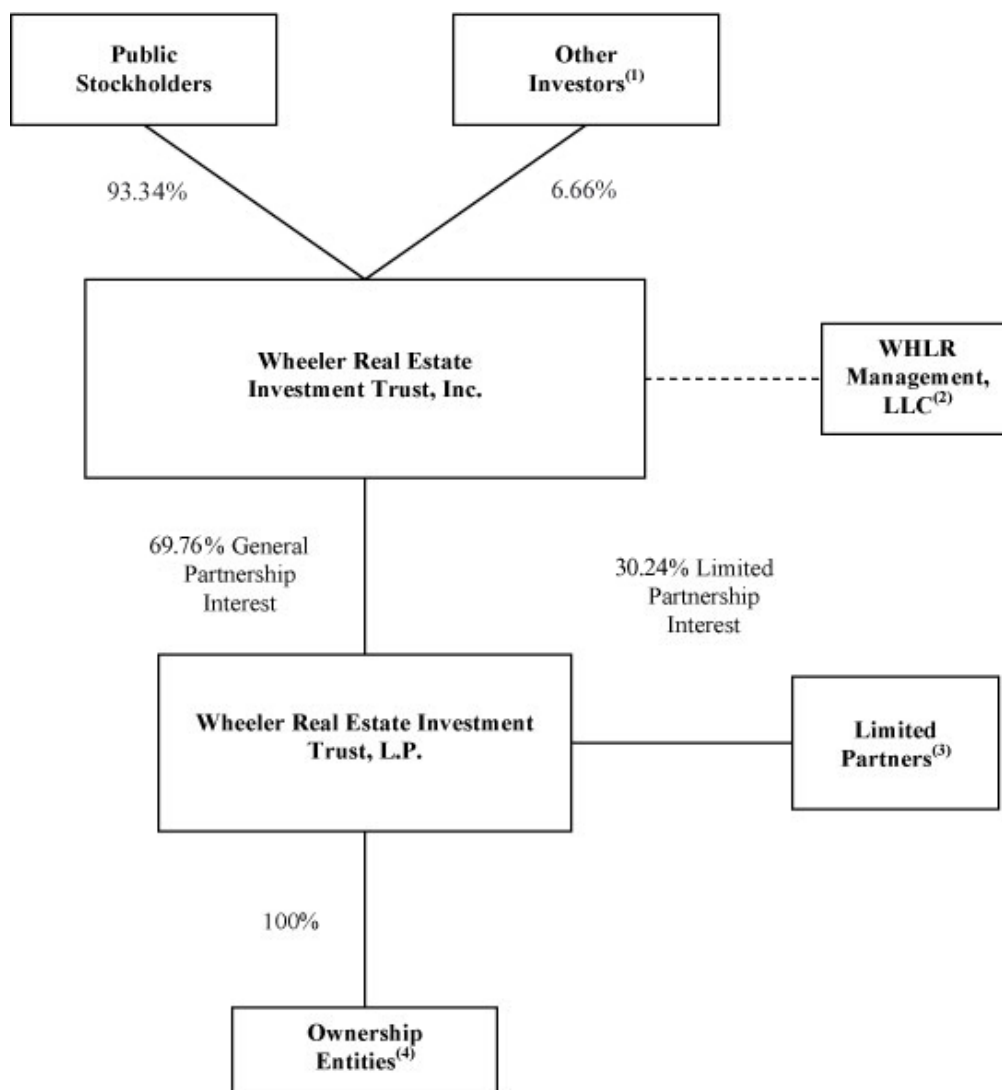 Public
Stockholders
Other
Investors(1)
93.34%
6.66%
Wheeler Real Estate
Investment Trust, Inc.
WHLR
Management,
LLC(2)
69.76% General
Partnership
Interest
30.24% Limited
Partnership
Interest
Wheeler Real Estate Investment
Trust, L.P.
Limited
Partners(3)
100%
Ownership
Entities(4)